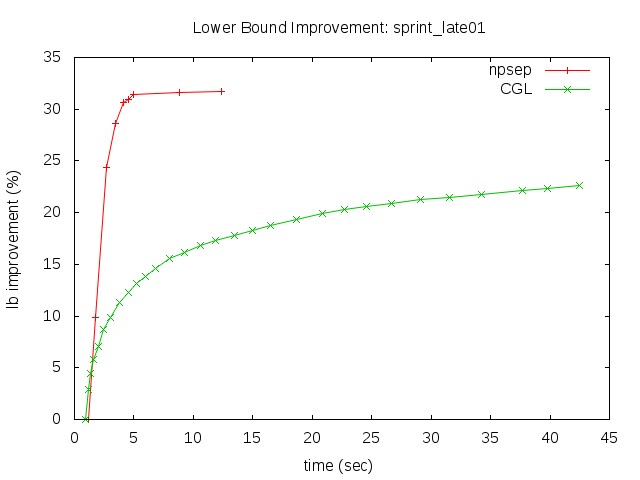 Lower Bound Improvement: sprint_late01
npsep
CGL
lb improvement (%)
35
30
25
20
15
10
5
0
0 5 10 15 20 25 30 35 40 45
time (sec)